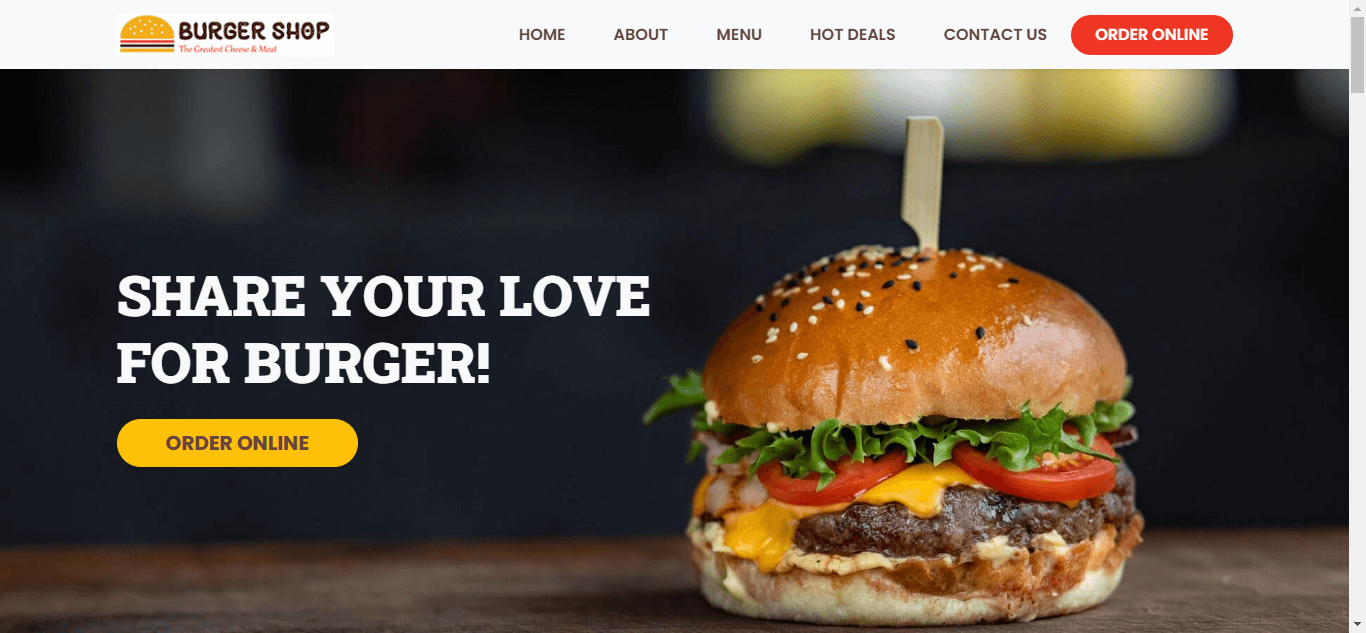 BURGER SHOP
The Greatest Cheese & Meat
HOME
ABOUT
MENU
HOT DEALS
CONTACT US
ORDER ONLINE
SHARE YOUR LOVE
FOR BURGER!
ORDER ONLINE